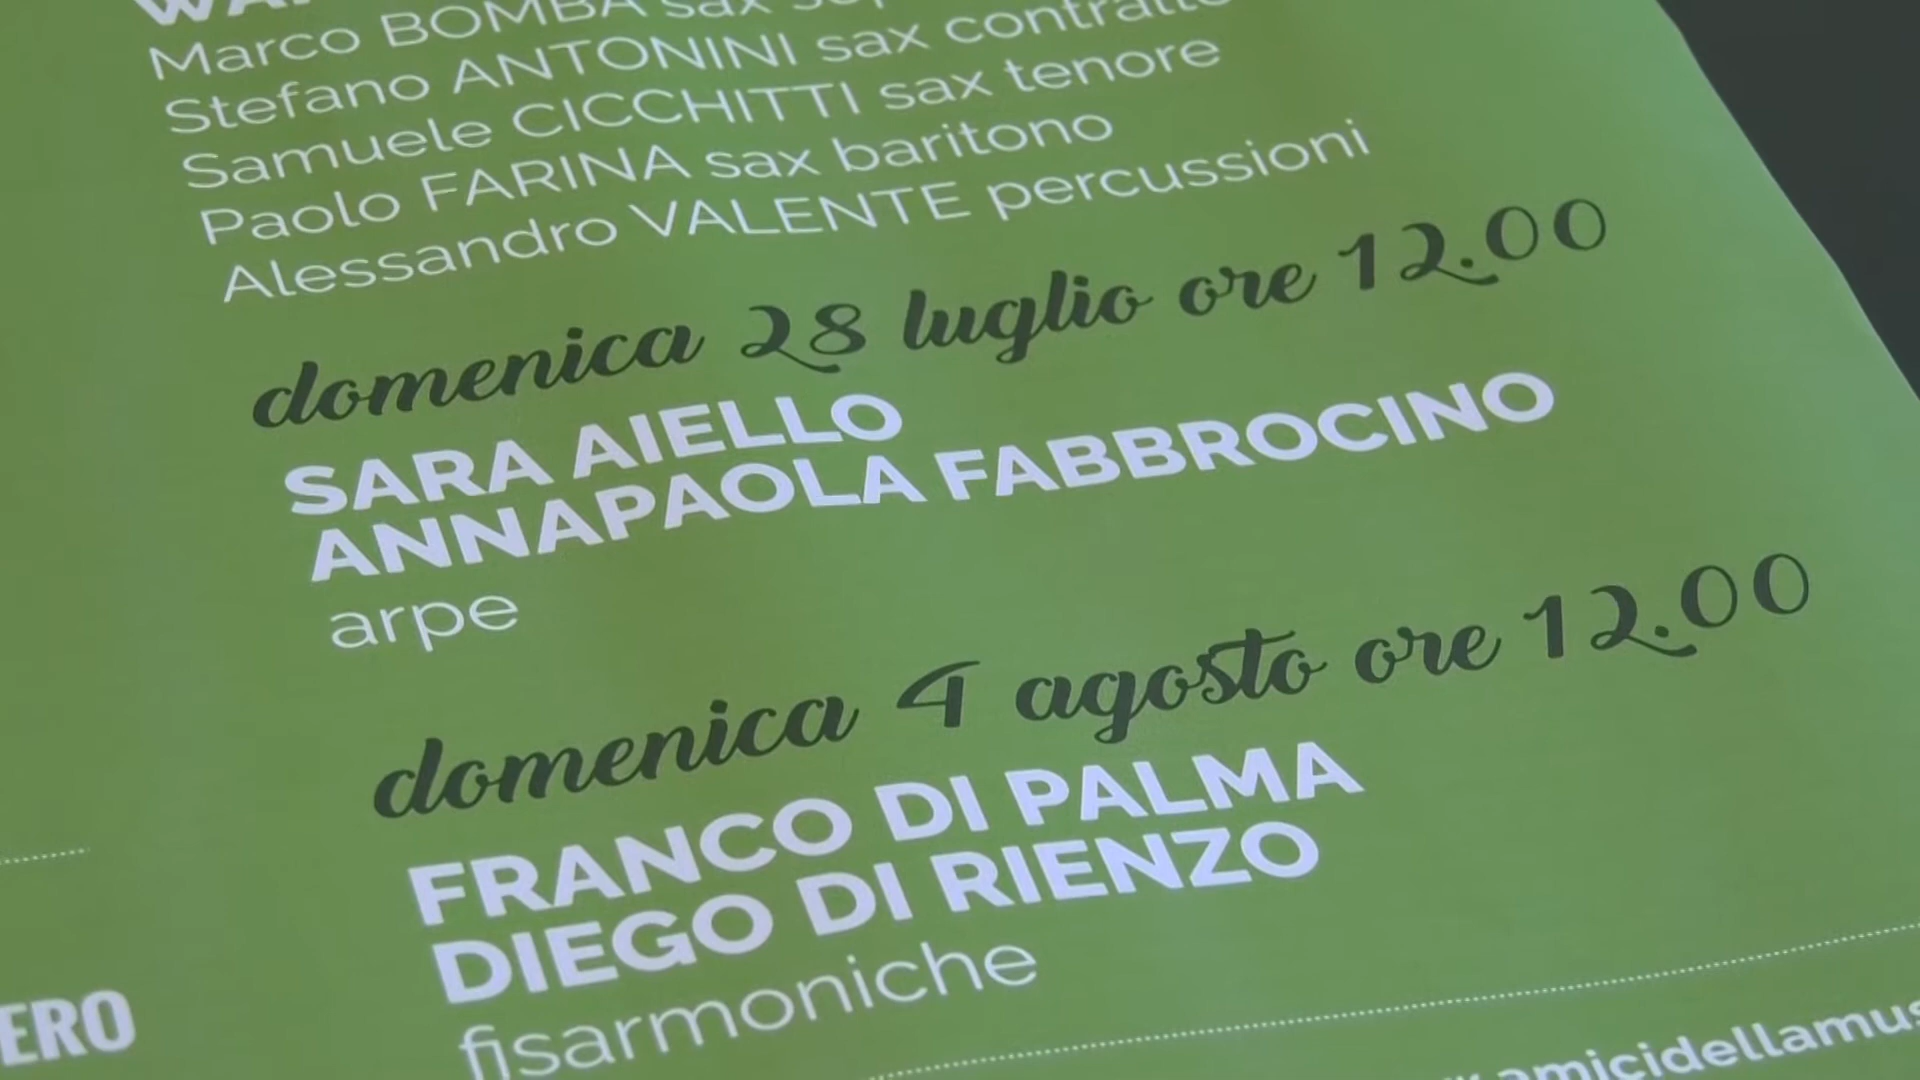 Marco BOMBA sax
Stefano ANTONINI sax contralto
Samuele CICCHITTI sax tenore
Paolo FARINA sax baritono
Alessandro VALENTE percussioni
domenica 28 luglio ore 12.00
SARA AIELLO
ANNAPAOLA FABBROCINO
arpe
domenica 4 agosto ore 12.00
FRANCO DI PALMA
DIEGO DI RIENZO
fisarmoniche
ERO
amicidellamus